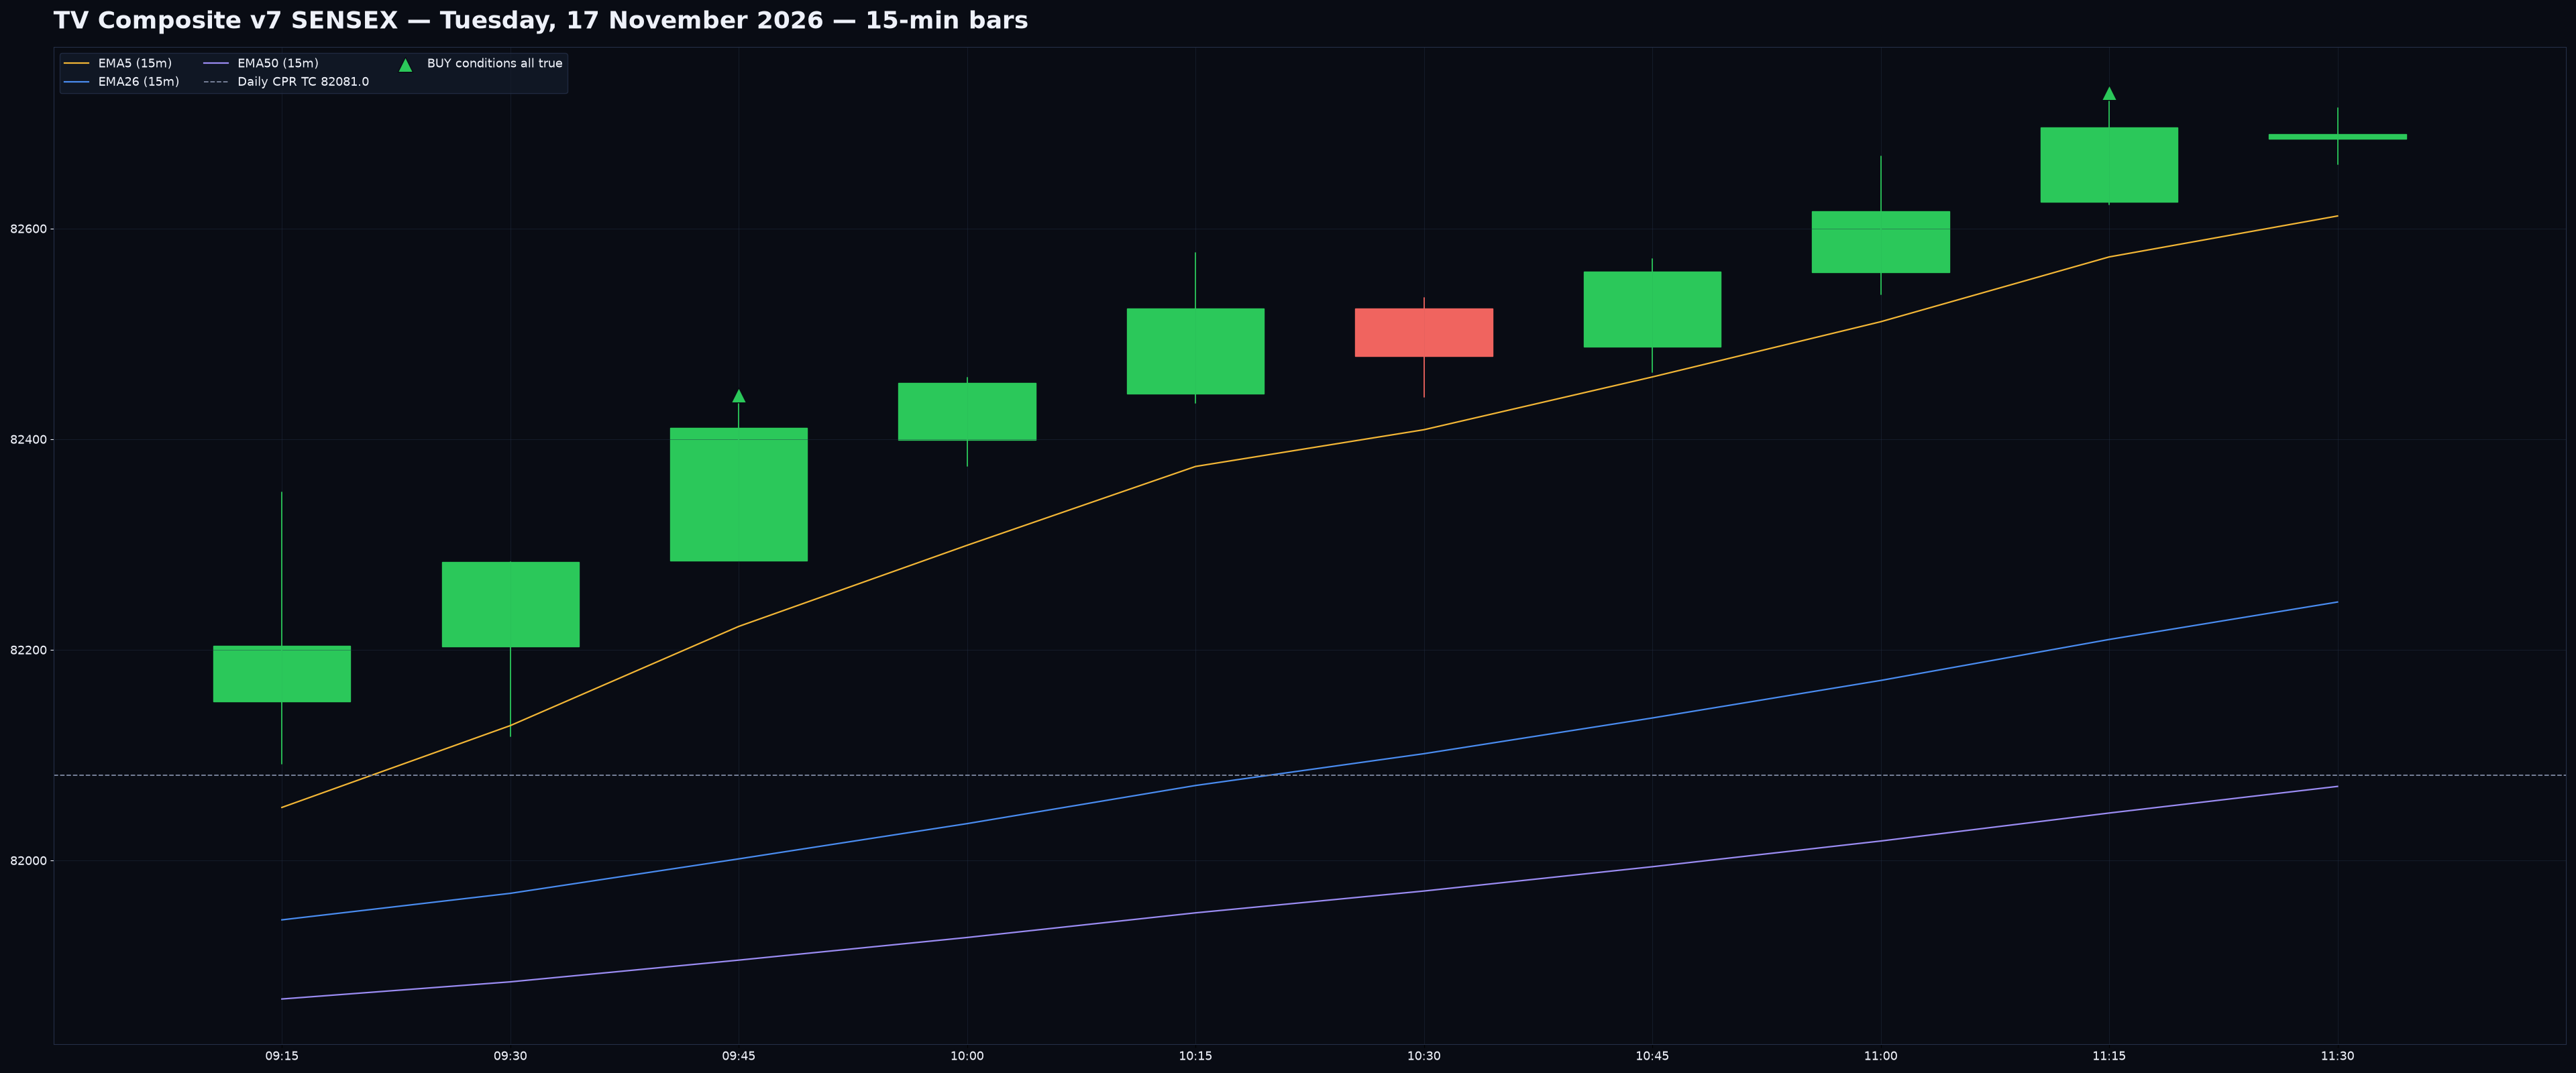 TV Composite v7 SENSEX — Tuesday, 17 November 2026 — 15-min bars
EMA5 (15m)
EMA26 (15m)
EMA50 (15m)
Daily CPR TC 82081.0
BUY conditions all true
82600
82400
82200
82000
09:15 09:30 09:45 10:00 10:15 10:30 10:45 11:00 11:15 11:30